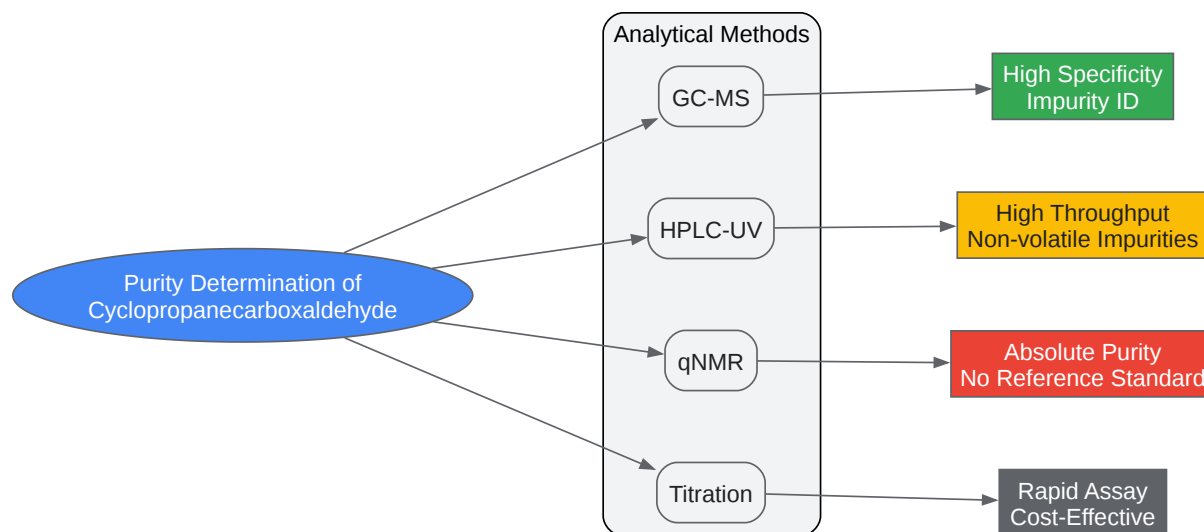 Analytical Methods
Purity Determination of
Cyclopropanecarboxaldehyde
GC-MS
High Specificity
Impurity ID
HPLC-UV
High Throughput
Non-volatile Impurities
qNMR
Absolute Purity
No Reference Standard
Titration
Rapid Assay
Cost-Effective